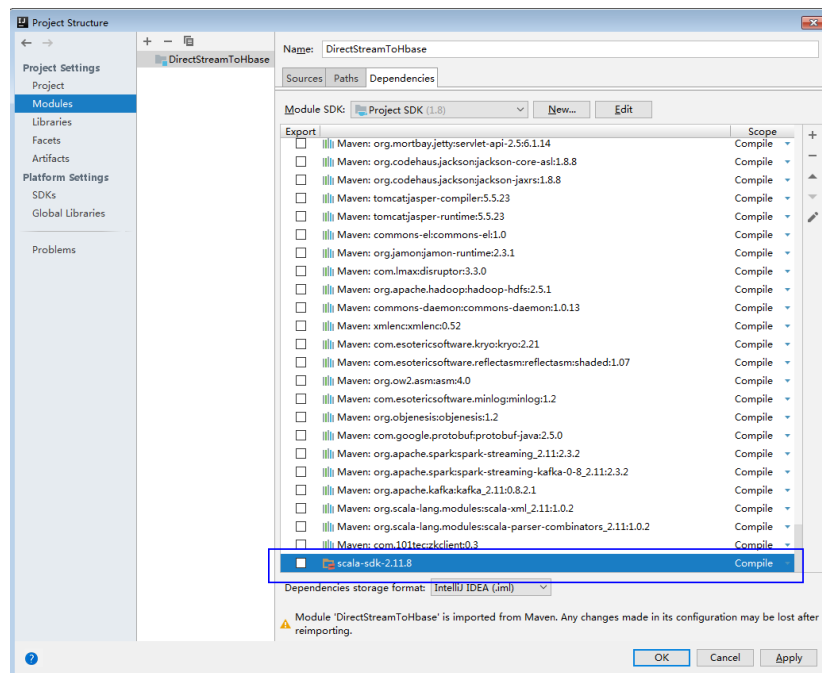 Project Structure
Project Settings
Project
Modules
Libraries
Facets
Artifacts
Platform Settings
SDKs
Global Libraries
Problems
DirectStreamToHbase
Name: DirectStreamToHbase
Sources Paths Dependencies
Module SDK: Project SDK (1.8) New... Edit
Export Scope
Maven: org.mortbay.jetty:servlet-api-2.5:6.1.14 Compile
Maven: org.codehaus.jackson:jackson-core-asl:1.8.8 Compile
Maven: org.codehaus.jackson:jackson-jaxrs:1.8.8 Compile
Maven: tomcat:jasper-compiler:5.5.23 Compile
Maven: tomcat:jasper-runtime:5.5.23 Compile
Maven: commons-el:commons-el:1.0 Compile
Maven: org.jamon:jamon-runtime:2.3.1 Compile
Maven: com.lmax:disruptor:3.3.0 Compile
Maven: org.apache.hadoop:hadoop-hdfs:2.5.1 Compile
Maven: commons-daemon:commons-daemon:1.0.13 Compile
Maven: xmlenc:xmlenc:0.52 Compile
Maven: com.esotericsoftware.kryo:kryo:2.21 Compile
Maven: com.esotericsoftware.reflectasm:reflectasm:shaded:1.07 Compile
Maven: org.ow2.asm:asm:4.0 Compile
Maven: com.esotericsoftware.minlog:minlog:1.2 Compile
Maven: org.objenesis:objenesis:1.2 Compile
Maven: com.google.protobuf:protobuf-java:2.5.0 Compile
Maven: org.apache.spark:spark-streaming_2.11:2.3.2 Compile
Maven: org.apache.spark:spark-streaming-kafka-0-8_2.11:2.3.2 Compile
Maven: org.apache.kafka:kafka_2.11:0.8.2.1 Compile
Maven: org.scala-lang.modules:scala-xml_2.11:1.0.2 Compile
Maven: org.scala-lang.modules:scala-parser-combinators_2.11:1.0.2 Compile
Maven: com.101tec:zkclient:0.3 Compile
scala-sdk-2.11.8 Compile
Dependencies storage format: IntelliJ IDEA (.iml)
Module 'DirectStreamToHbase' is imported from Maven. Any changes made in its configuration may be lost after
reimporting.
OK Cancel Apply